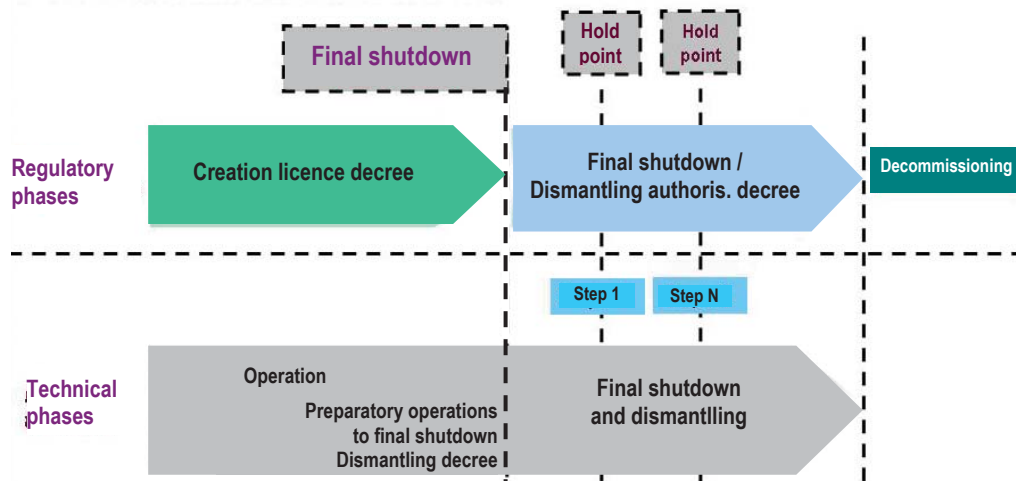 Final shutdown
Hold
point
Hold
point
Regulatory
phases
Creation licence decree
Final shutdown /
Dismantling authoris. decree
Decommissioning
Step 1
Step N
Technical
phases
Operation
Preparatory operations
to final shutdown
Dismantling decree
Final shutdown
and dismantlling